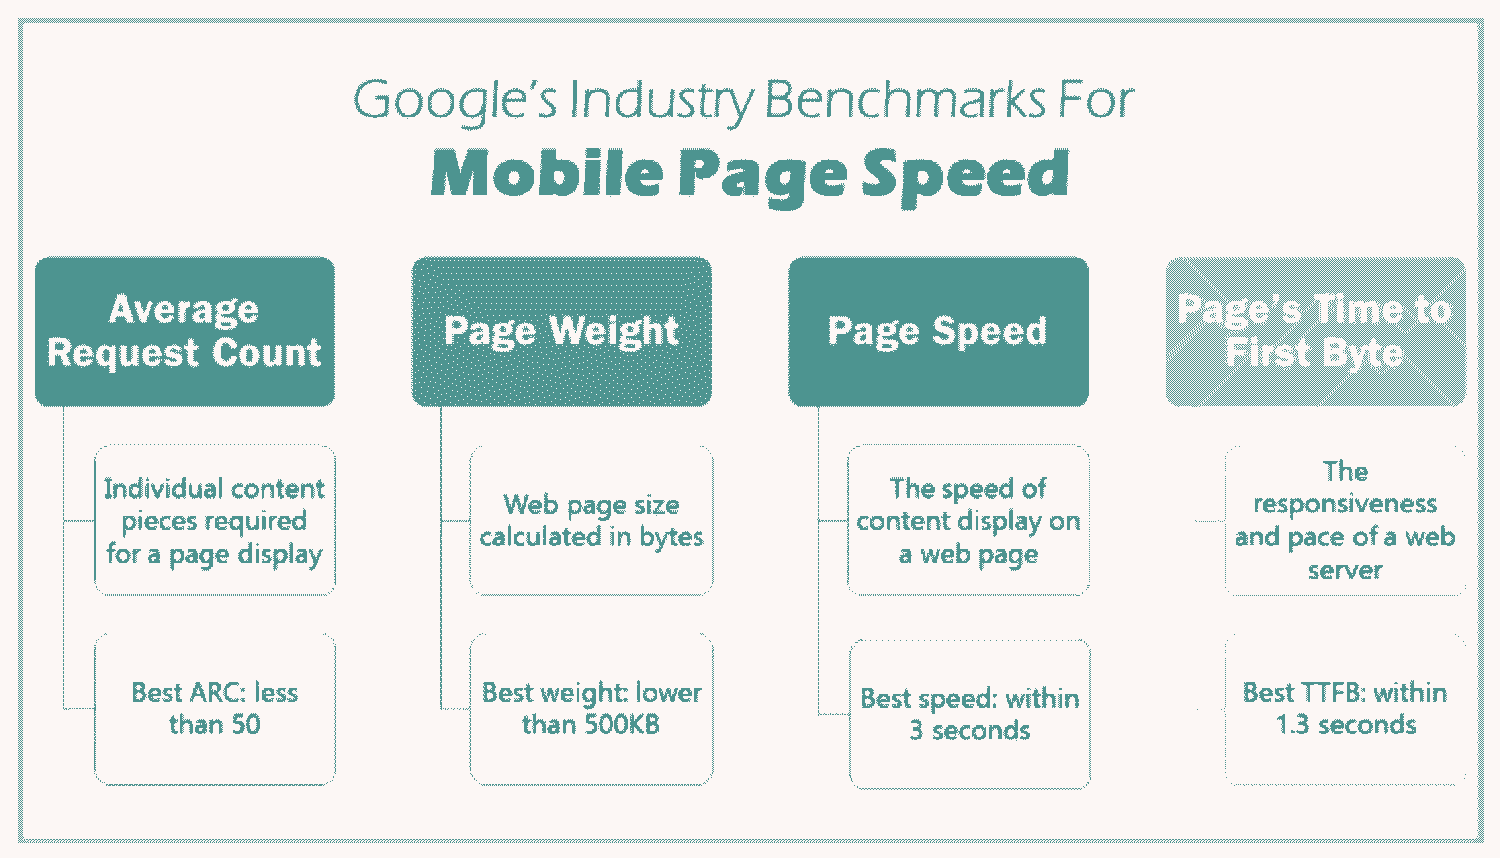 Google's Industry Benchmarks For
Mobile Page Speed
Average
Request Count
Individual content
pieces required
for a page display
Best ARC: less
than 50
Page Weight
Web page size
calculated in bytes
Best weight: lower
than 500KB
Page Speed
The speed of
content display on
a web page
Best speed: within
3 seconds
Page's Time to
First Byte
The
responsiveness
and pace of a web
server
Best TTFB: within
1.3 seconds